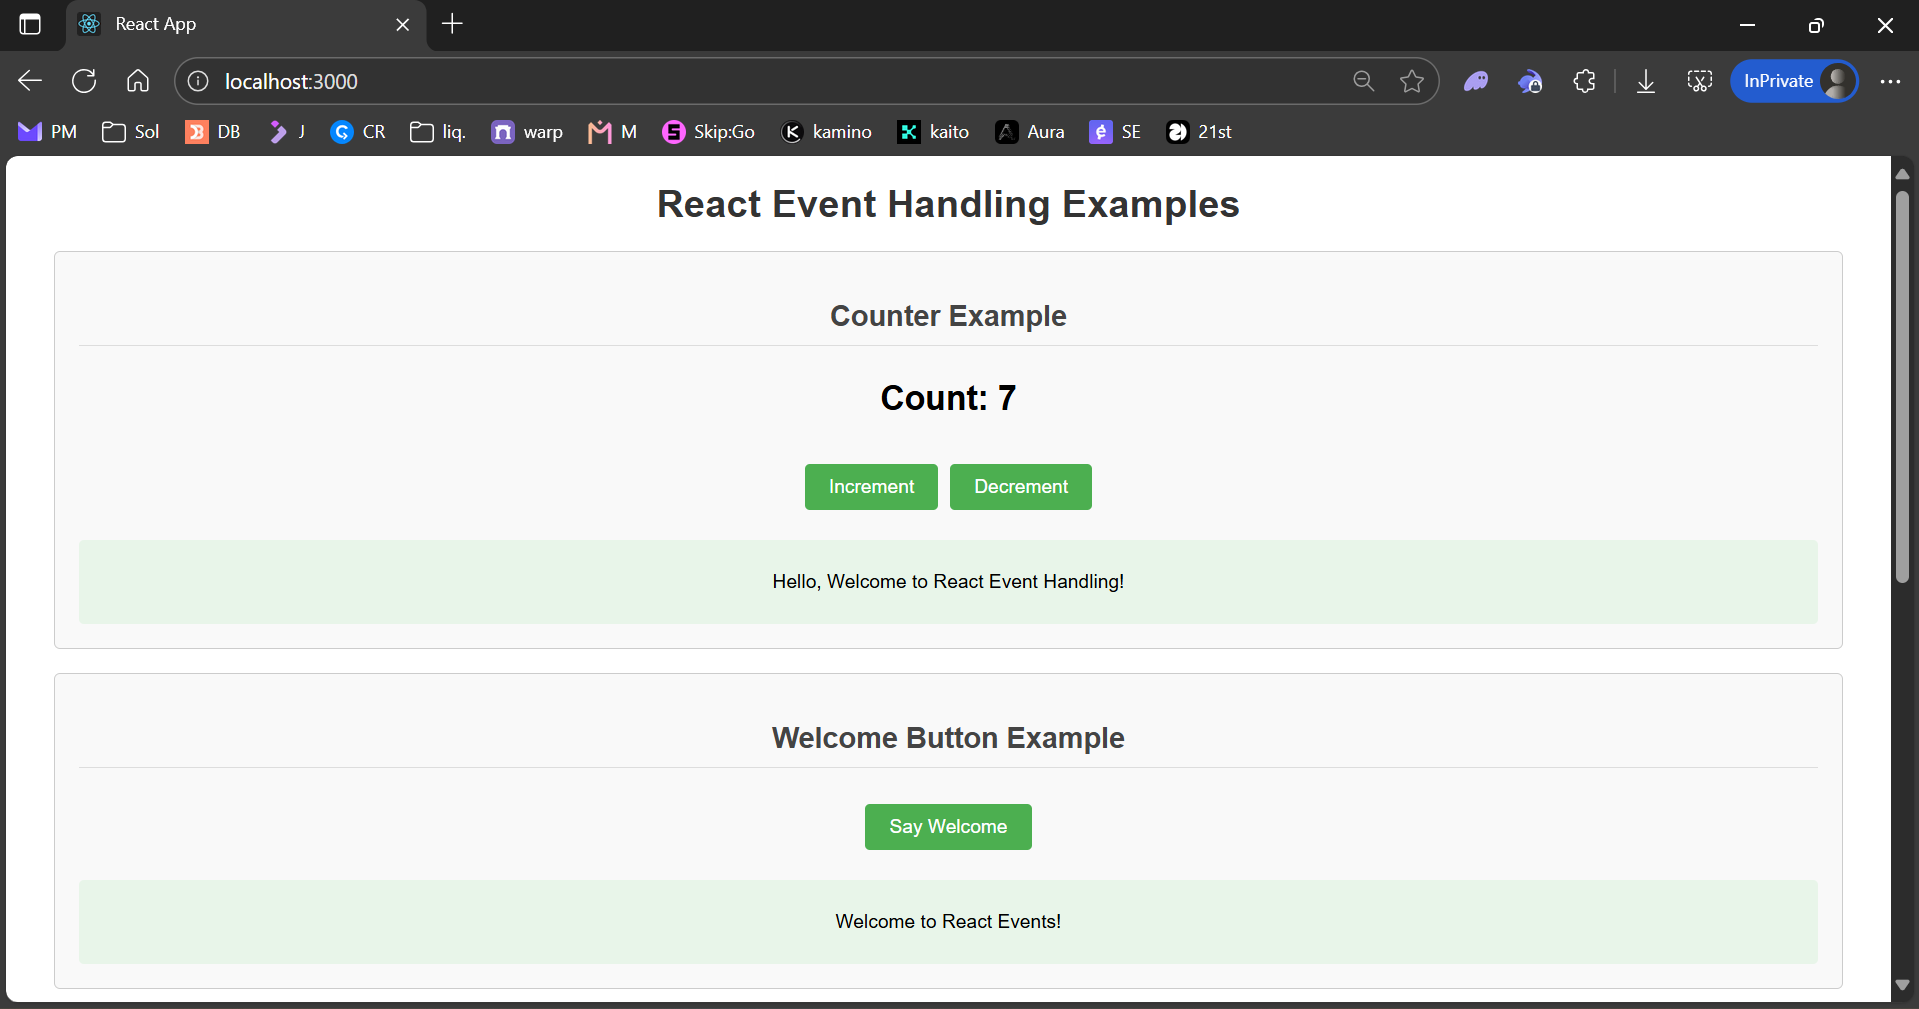 React App
localhost:3000
InPrivate
PM Sol DB J CR liq. warp M Skip:Go kamino kaito Aura SE 21st
React Event Handling Examples
Counter Example
Count: 7
Increment Decrement
Hello, Welcome to React Event Handling!
Welcome Button Example
Say Welcome
Welcome to React Events!